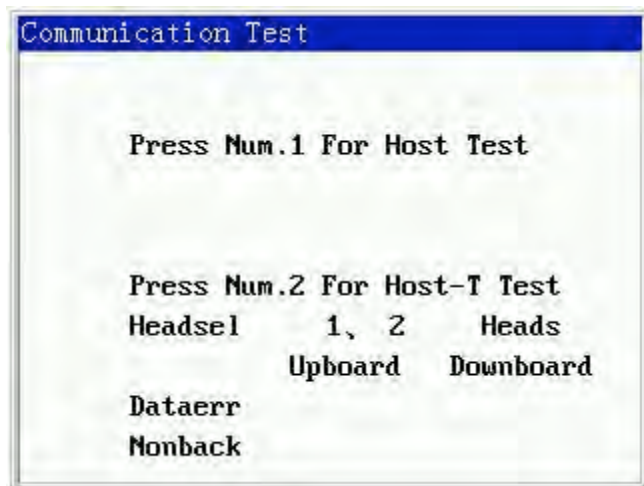 Communication Test
Press Num.1 For Host Test
Press Num.2 For Host-T Test
Headsel 1、 2 Heads
Upboard Downboard
Dataerr
Nonback